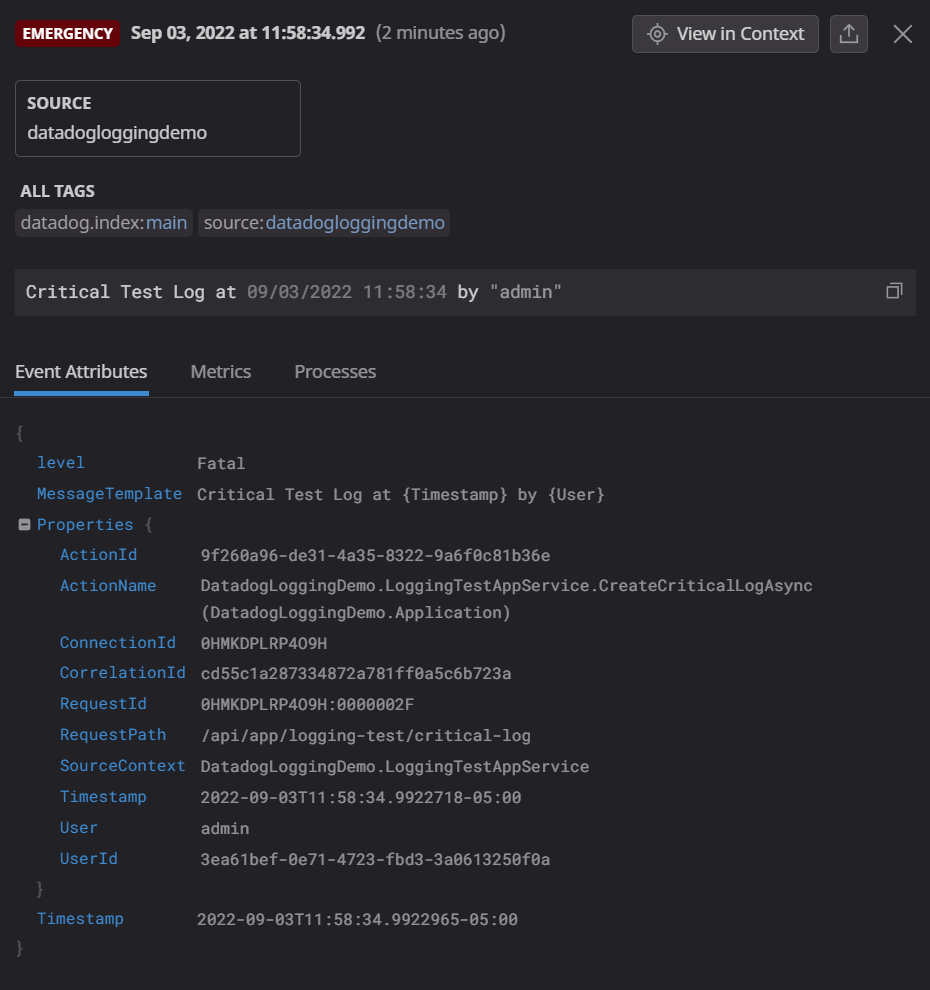 EMERGENCY Sep 03, 2022 at 11:58:34.992 (2 minutes ago) View in Context
SOURCE
datadogloggingdemo
ALL TAGS
datadog.index:main source:datadogloggingdemo
Critical Test Log at 09/03/2022 11:58:34 by "admin"
Event Attributes Metrics Processes
{
level Fatal
MessageTemplate Critical Test Log at {Timestamp} by {User}
Properties {
ActionId 9f260a96-de31-4a35-8322-9a6f0c81b36e
ActionName DatadogLoggingDemo.LoggingTestAppService.CreateCriticalLogAsync
(DatadogLoggingDemo.Application)
ConnectionId 0HMKDPLRP4O9H
CorrelationId cd55c1a287334872a781ff0a5c6b723a
RequestId 0HMKDPLRP4O9H:0000002F
RequestPath /api/app/logging-test/critical-log
SourceContext DatadogLoggingDemo.LoggingTestAppService
Timestamp 2022-09-03T11:58:34.9922718-05:00
User admin
UserId 3ea61bef-0e71-4723-fbd3-3a0613250f0a
}
Timestamp 2022-09-03T11:58:34.9922965-05:00
}